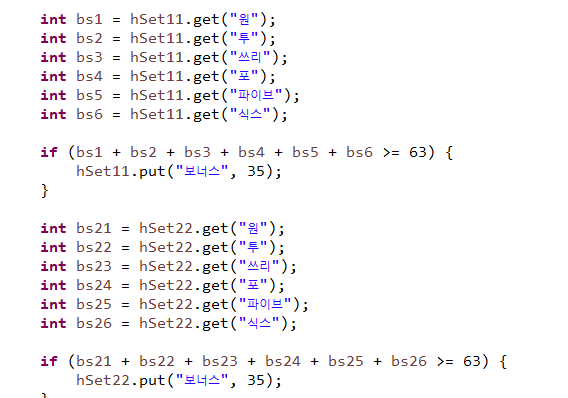 int bs1 = hSet11.get("원");
int bs2 = hSet11.get("투");
int bs3 = hSet11.get("쓰리");
int bs4 = hSet11.get("포");
int bs5 = hSet11.get("파이브");
int bs6 = hSet11.get("식스");
if (bs1 + bs2 + bs3 + bs4 + bs5 + bs6 >= 63) {
hSet11.put("보너스", 35);
}
int bs21 = hSet22.get("원");
int bs22 = hSet22.get("투");
int bs23 = hSet22.get("쓰리");
int bs24 = hSet22.get("포");
int bs25 = hSet22.get("파이브");
int bs26 = hSet22.get("식스");
if (bs21 + bs22 + bs23 + bs24 + bs25 + bs26 >= 63) {
hSet22.put("보너스", 35);
}